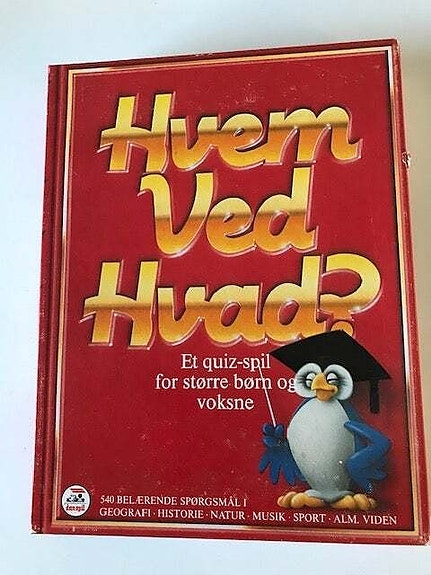 Hvem
Ved
Hvad?
Et quiz-spil
for større børn og
voksne
540 BELÆRENDE SPØRGSMÅL I
GEOGRAFI · HISTORIE · NATUR · MUSIK · SPORT · ALM. VIDEN
danspil